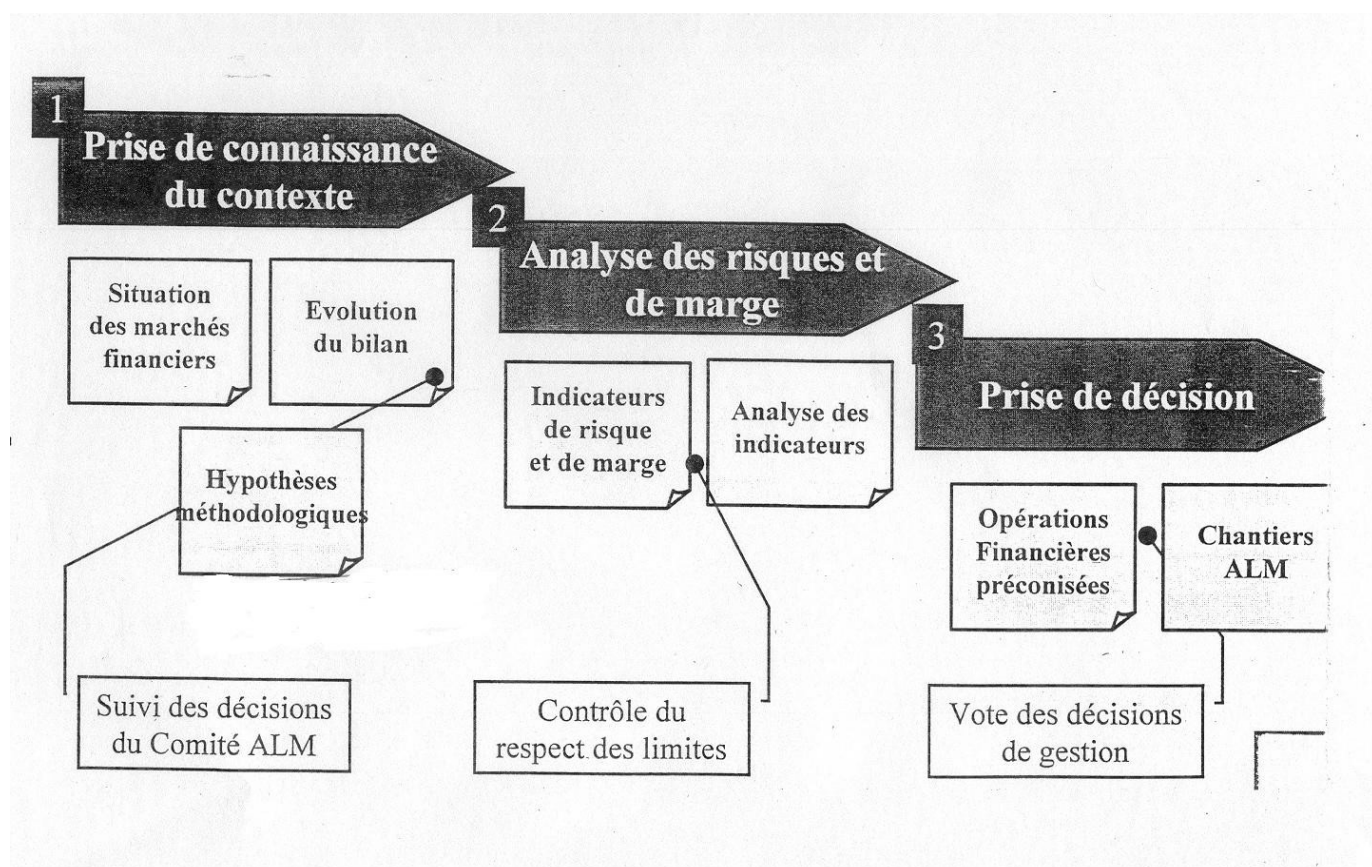 1
Prise de connaissance
du contexte
Situation
des marchés
financiers
Evolution
du bilan
Hypothèses
méthodologiques
Suivi des décisions
du Comité ALM
2
Analyse des risques et
de marge
Indicateurs
de risque
et de marge
Analyse des
indicateurs
Contrôle du
respect des limites
3
Prise de décision
Opérations
Financières
préconisées
Chantiers
ALM
Vote des décisions
de gestion